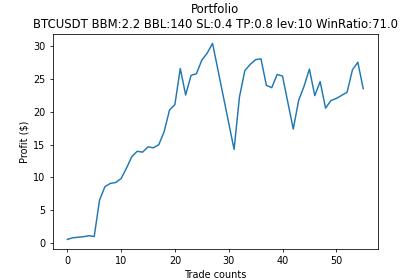 Portfolio
BTCUSDT BBM:2.2 BBL:140 SL:0.4 TP:0.8 lev:10 WinRatio:71.0
30
25
20
15
10
5
0
Profit ($)
0 10 20 30 40 50
Trade counts